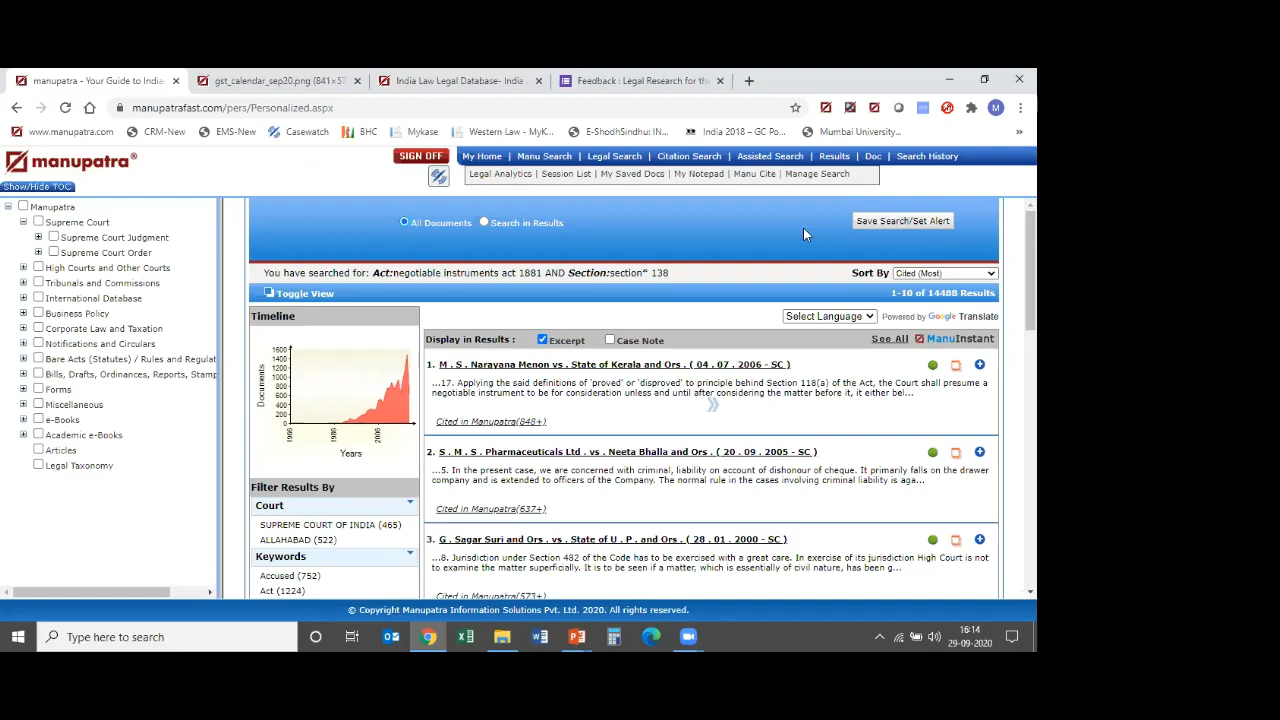 manupatra - Your Guide to India
gst_calendar_sep20.png (841×57
India Law Legal Database- India
Feedback : Legal Research for the
manupatrafast.com/pers/Personalized.aspx
M
www.manupatra.com
CRM-New
EMS-New
Casewatch
BHC
Mykase
Western Law - MyK...
E-ShodhSindhu: IN...
India 2018 – GC Po...
Mumbai University...
»
manupatra®
SIGN OFF
My Home | Manu Search | Legal Search | Citation Search | Assisted Search | Results | Doc | Search History
Legal Analytics | Session List | My Saved Docs | My Notepad | Manu Cite | Manage Search
Show/Hide TOC
Manupatra
Supreme Court
Supreme Court Judgment
Supreme Court Order
High Courts and Other Courts
Tribunals and Commissions
International Database
Business Policy
Corporate Law and Taxation
Notifications and Circulars
Bare Acts (Statutes) / Rules and Regulat
Bills, Drafts, Ordinances, Reports, Stamp
Forms
Miscellaneous
e-Books
Academic e-Books
Articles
Legal Taxonomy
All Documents
Search in Results
Save Search/Set Alert
You have searched for: Act:negotiable instruments act 1881 AND Section:section* 138
Sort By
Cited (Most)
Toggle View
1-10 of 14488 Results
Timeline
Documents
1600
1400
1200
1000
800
600
400
200
0
1986
2006
Years
Filter Results By
Court
SUPREME COURT OF INDIA (465)
ALLAHABAD (522)
Keywords
Accused (752)
Act (1224)
Select Language
Powered by Google Translate
Display in Results :
Excerpt
Case Note
See All
ManuInstant
1. M . S . Narayana Menon vs . State of Kerala and Ors . ( 04 . 07 . 2006 - SC )
...17. Applying the said definitions of 'proved' or 'disproved' to principle behind Section 118(a) of the Act, the Court shall presume a
negotiable instrument to be for consideration unless and until after considering the matter before it, it either bel...
Cited in Manupatra(848+)
2. S . M . S . Pharmaceuticals Ltd . vs . Neeta Bhalla and Ors . ( 20 . 09 . 2005 - SC )
...5. In the present case, we are concerned with criminal, liability on account of dishonour of cheque. It primarily falls on the drawer
company and is extended to officers of the Company. The normal rule in the cases involving criminal liability is aga...
Cited in Manupatra(637+)
3. G . Sagar Suri and Ors . vs . State of U . P . and Ors . ( 28 . 01 . 2000 - SC )
...8. Jurisdiction under Section 482 of the Code has to be exercised with a great care. In exercise of its jurisdiction High Court is not
to examine the matter superficially. It is to be seen if a matter, which is essentially of civil nature, has been g...
Cited in Manupatra(573+)
© Copyright Manupatra Information Solutions Pvt. Ltd. 2020. All rights reserved.
Type here to search
16:14
29-09-2020